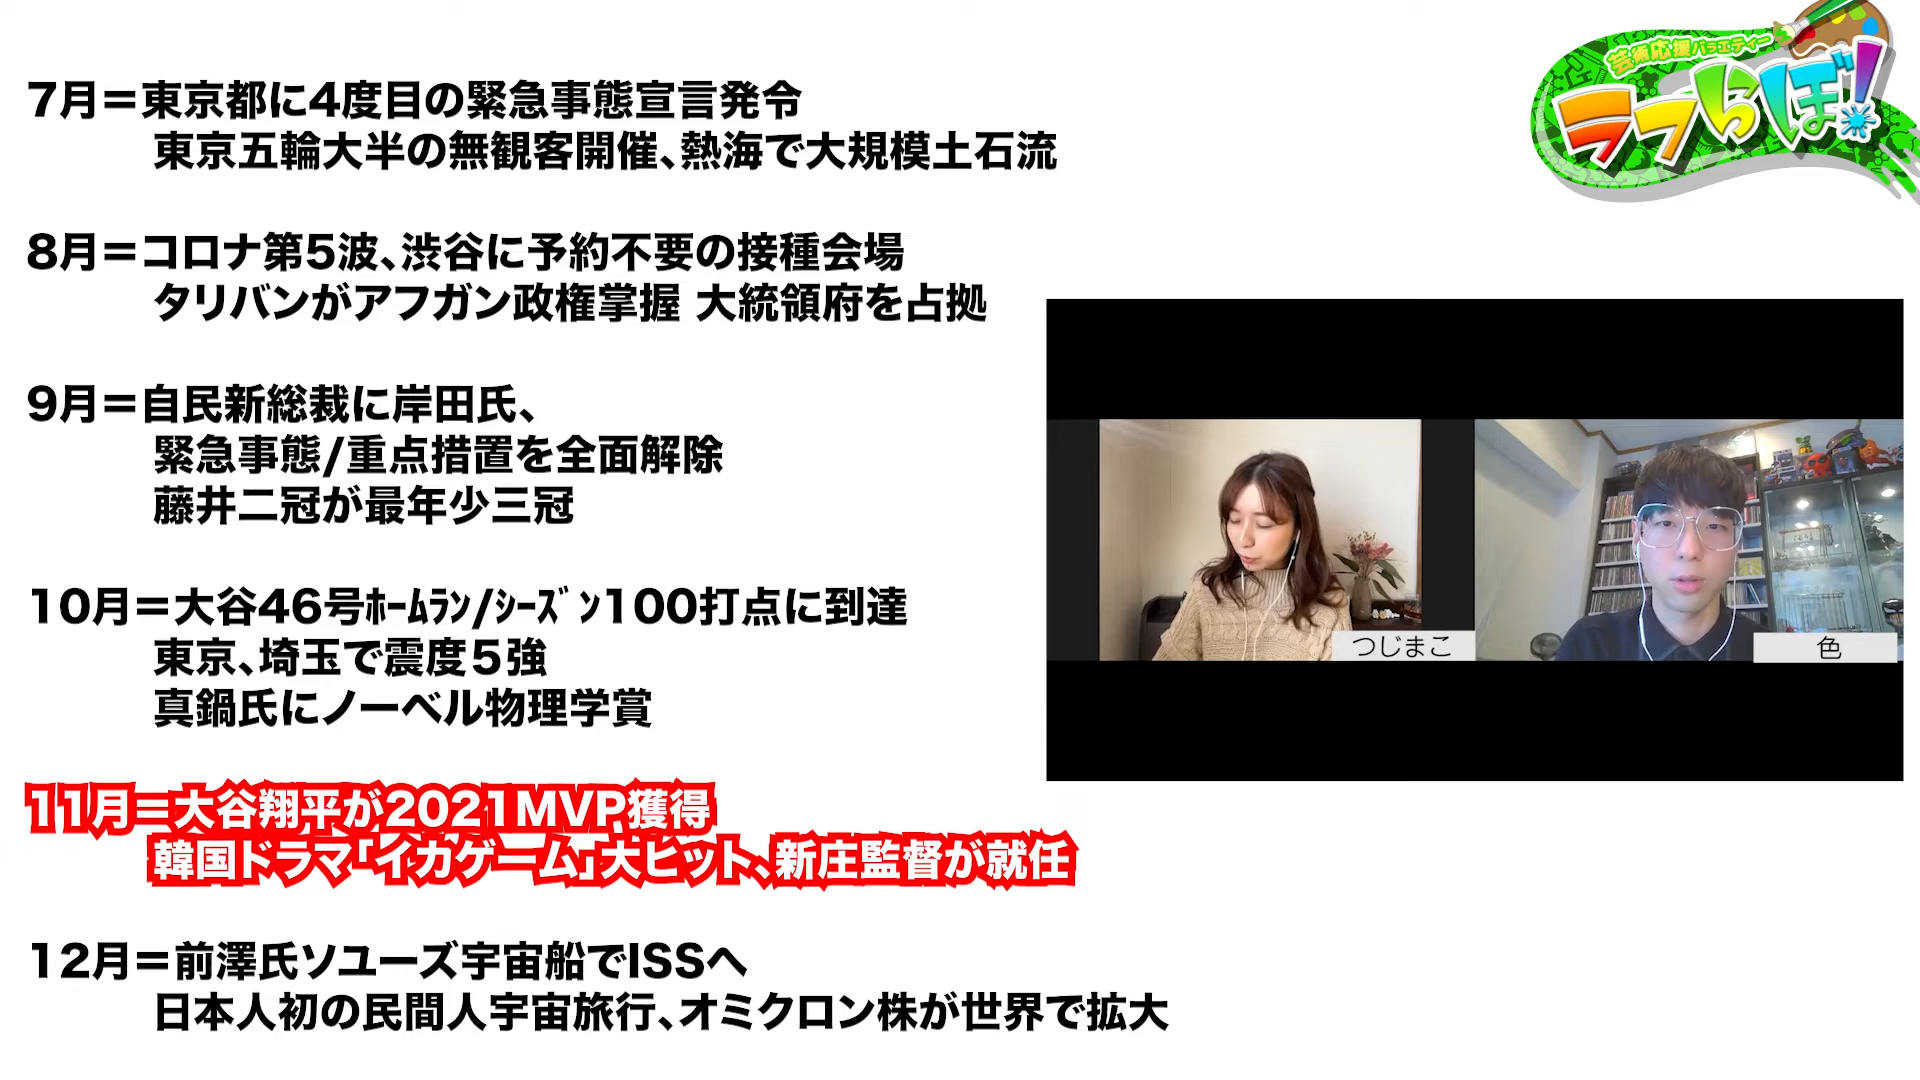 7月＝東京都に4度目の緊急事態宣言発令
東京五輪大半の無観客開催、熱海で大規模土石流
8月＝コロナ第5波、渋谷に予約不要の接種会場
タリバンがアフガン政権掌握 大統領府を占拠
9月＝自民新総裁に岸田氏、
緊急事態/重点措置を全面解除
藤井二冠が最年少三冠
10月＝大谷46号ﾎｰﾑﾗﾝ/ｼｰｽﾞﾝ100打点に到達
東京、埼玉で震度５強
真鍋氏にノーベル物理学賞
11月＝大谷翔平が2021MVP獲得
韓国ドラマ「イカゲーム」大ヒット、新庄監督が就任
12月＝前澤氏ソユーズ宇宙船でISSへ
日本人初の民間人宇宙旅行、オミクロン株が世界で拡大
芸術応援バラエティー
ラフらぼ!
つじまこ
色